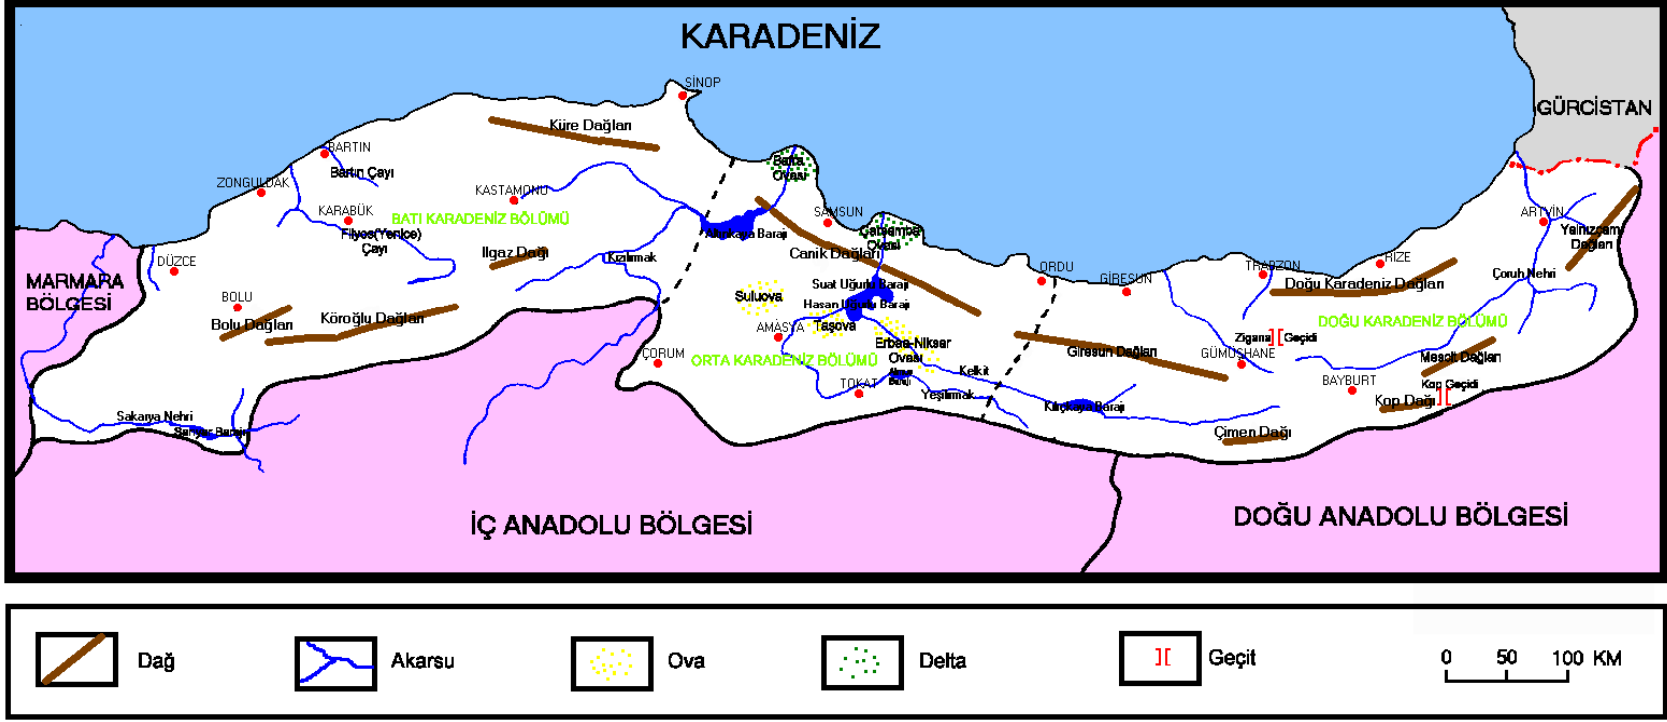 KARADENİZ
SİNOP
GÜRCİSTAN
Küre Dağları
BARTIN
Bartın Çayı
Bafra
Ovası
ZONGULDAK
KASTAMONU
KARABÜK
BATI KARADENİZ BÖLÜMÜ
SAMSUN
ARTVİN
Filyos(Yenice)
Çayı
Altınkaya Barajı
Çarşamba
Ovası
Yalnızçam
Dağları
Ilgaz Dağı
Kızılırmak
Canik Dağları
DÜZCE
ORDU
GİRESUN
TRABZON
RİZE
Çoruh Nehri
MARMARA
BÖLGESİ
Suat Uğurlu Barajı
Doğu Karadeniz Dağları
BOLU
Suluova
Hasan Uğurlu Barajı
Bolu Dağları
Köroğlu Dağları
AMASYA
Taşova
DOĞU KARADENİZ BÖLÜMÜ
Erbaa-Niksar
Ovası
Zigana
Geçidi
ÇORUM
ORTA KARADENİZ BÖLÜMÜ
Giresun Dağları
GÜMÜŞHANE
Mescit Dağları
Kelkit
TOKAT
Barajı
BAYBURT
Kop Geçidi
Yeşilırmak
Kılıçkaya Barajı
Kop Dağı
Sakarya Nehri
Sarıyar Barajı
Çimen Dağı
İÇ ANADOLU BÖLGESİ
DOĞU ANADOLU BÖLGESİ
Dağ
Akarsu
Ova
Delta
Geçit
0 50 100 KM